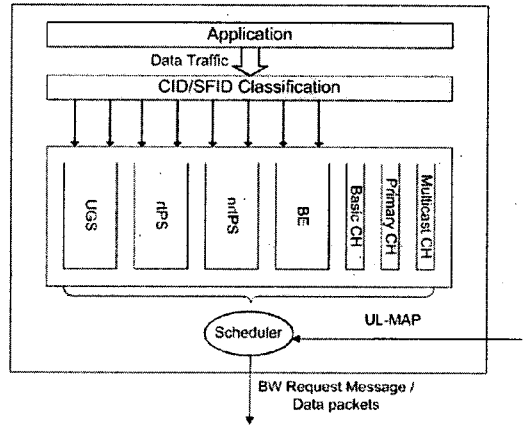 Application
Data Traffic
CID/SFID Classification
UGS
rtPS
nrtPS
BE
Basic CH
Primary CH
Multicast CH
Scheduler
UL-MAP
BW Request Message /
Data packets